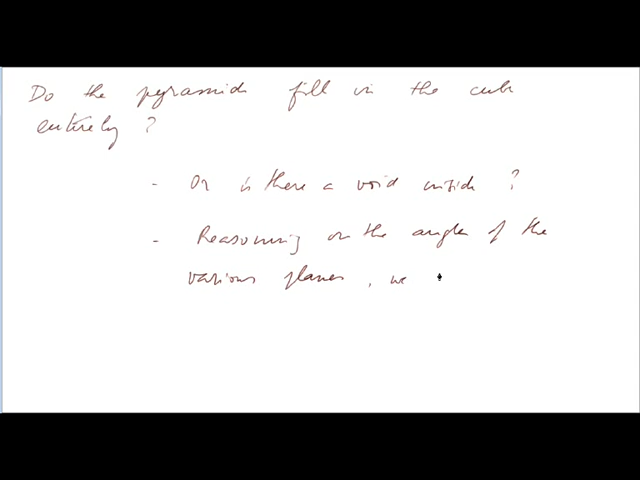 Do the pyramids fill in the cube
entirely ?
- Or is there a void inside ?
- Reasoning on the angle of the
various planes, we